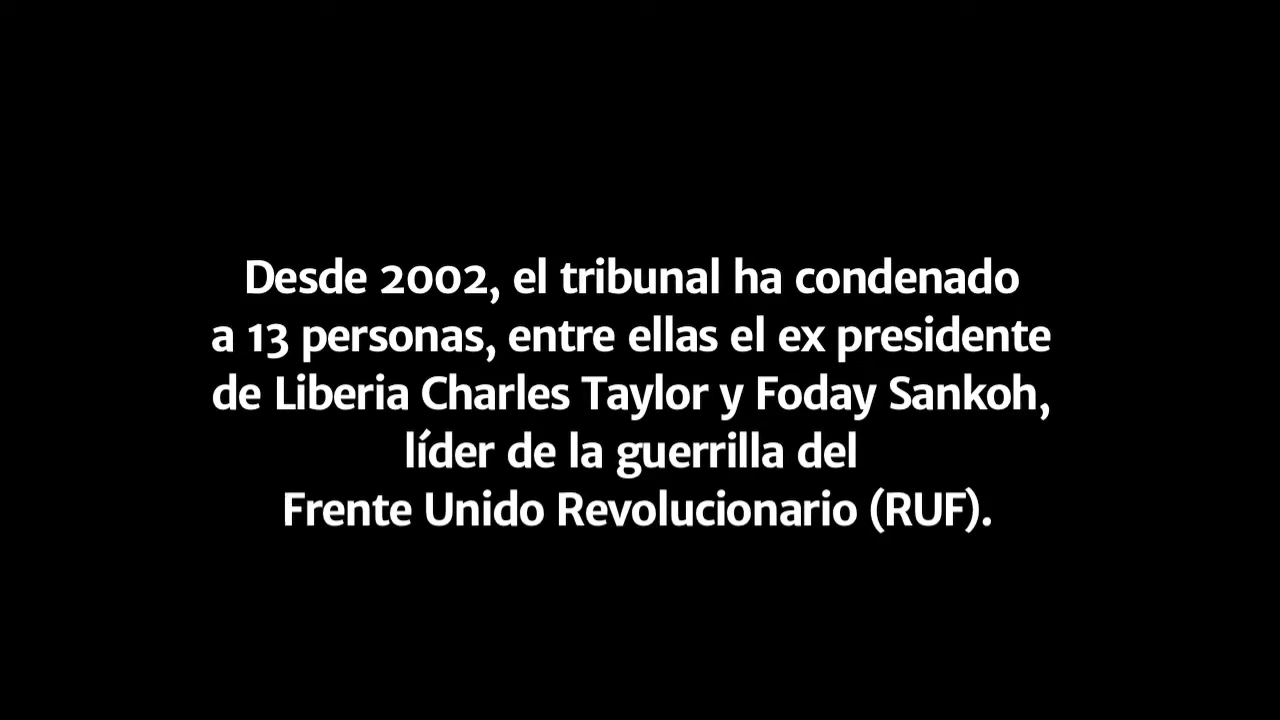 Desde 2002, el tribunal ha condenado
a 13 personas, entre ellas el ex presidente
de Liberia Charles Taylor y Foday Sankoh,
líder de la guerrilla del
Frente Unido Revolucionario (RUF).